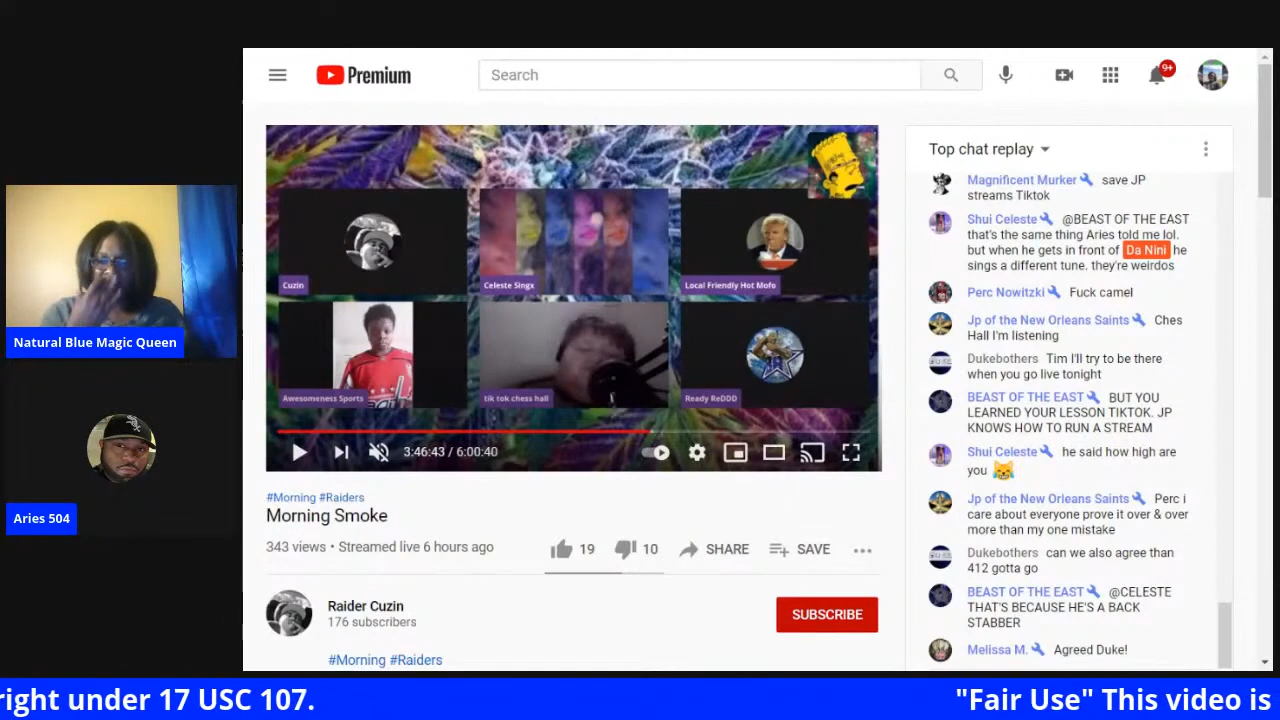 Premium
Search
9+
Cuzin
Celeste Singx
Local Friendly Hot Mofo
Awesomeness Sports
tik tok chess hall
Ready ReDDD
3:46:43 / 6:00:40
#Morning #Raiders
Morning Smoke
343 views • Streamed live 6 hours ago
19
10
SHARE
SAVE
Raider Cuzin
176 subscribers
SUBSCRIBE
#Morning #Raiders
Top chat replay
Magnificent Murker save JP
streams Tiktok
Shui Celeste @BEAST OF THE EAST
that's the same thing Aries told me lol.
but when he gets in front of Da Nini he
sings a different tune. they're weirdos
Perc Nowitzki Fuck camel
Jp of the New Orleans Saints Ches
Hall I'm listening
Dukebothers Tim I'll try to be there
when you go live tonight
BEAST OF THE EAST BUT YOU
LEARNED YOUR LESSON TIKTOK. JP
KNOWS HOW TO RUN A STREAM
Shui Celeste he said how high are
you
Jp of the New Orleans Saints Perc i
care about everyone prove it over & over
more than my one mistake
Dukebothers can we also agree than
412 gotta go
BEAST OF THE EAST @CELESTE
THAT'S BECAUSE HE'S A BACK
STABBER
Melissa M. Agreed Duke!
Natural Blue Magic Queen
Aries 504
right under 17 USC 107.
"Fair Use" This video is